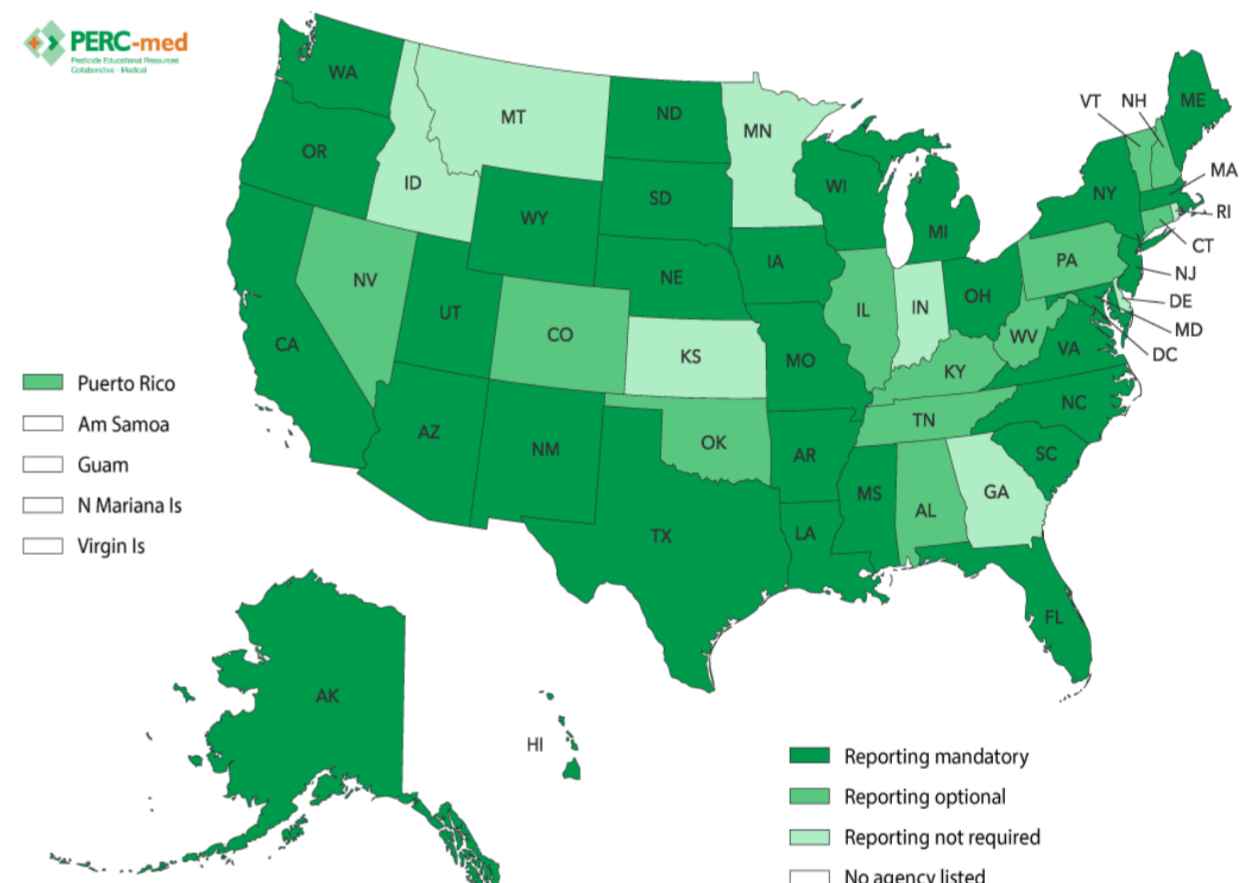 PERC-med
Pesticide Educational Resources
Collaborative - Medical
WA
MT
ND
MN
VT
NH
ME
OR
ID
SD
WI
MI
NY
MA
RI
CT
WY
NV
UT
CO
NE
IA
IL
IN
OH
PA
NJ
DE
MD
DC
WV
VA
CA
KS
MO
KY
NC
TN
SC
AZ
NM
OK
AR
MS
AL
GA
TX
LA
FL
Puerto Rico
Am Samoa
Guam
N Mariana Is
Virgin Is
AK
HI
Reporting mandatory
Reporting optional
Reporting not required
No agency listed